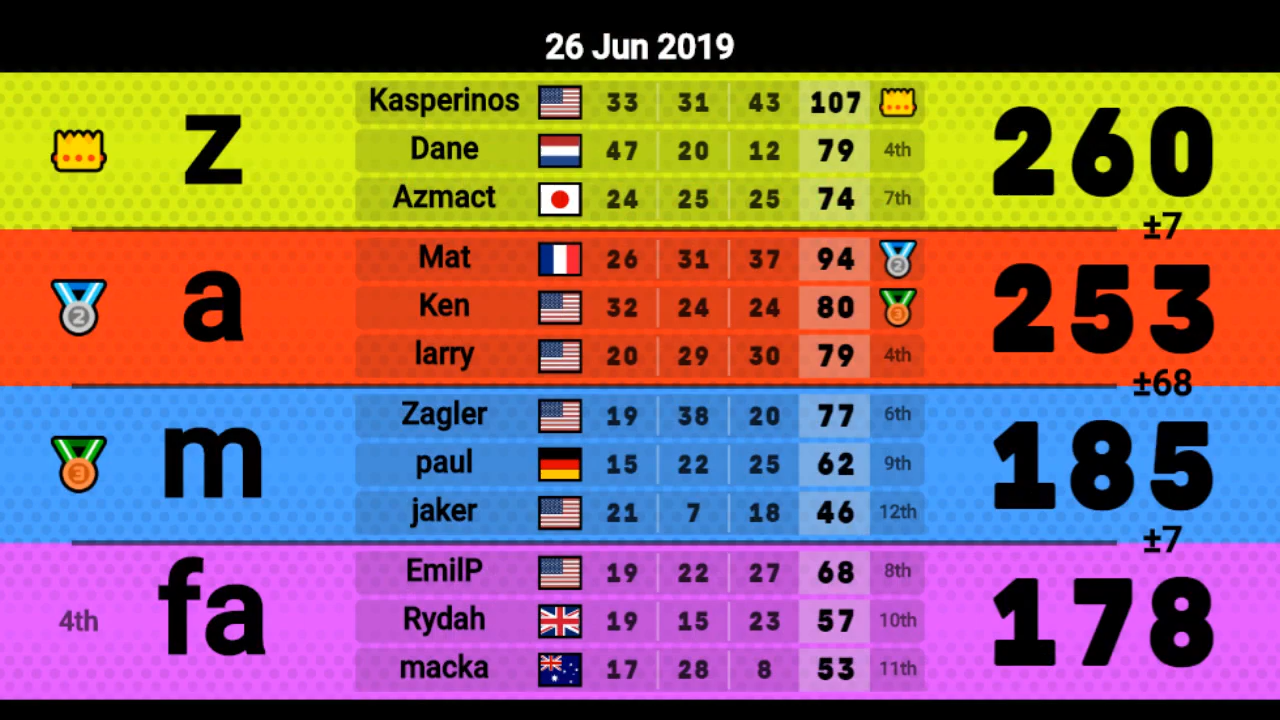 26 Jun 2019
z
Kasperinos 33 31 43 107
Dane 47 20 12 79 4th
Azmact 24 25 25 74 7th
260
±7
2
a
Mat 26 31 37 94 2
Ken 32 24 24 80 3
larry 20 29 30 79 4th
253
±68
3
m
Zagler 19 38 20 77 6th
paul 15 22 25 62 9th
jaker 21 7 18 46 12th
185
±7
4th
fa
EmilP 19 22 27 68 8th
Rydah 19 15 23 57 10th
macka 17 28 8 53 11th
178